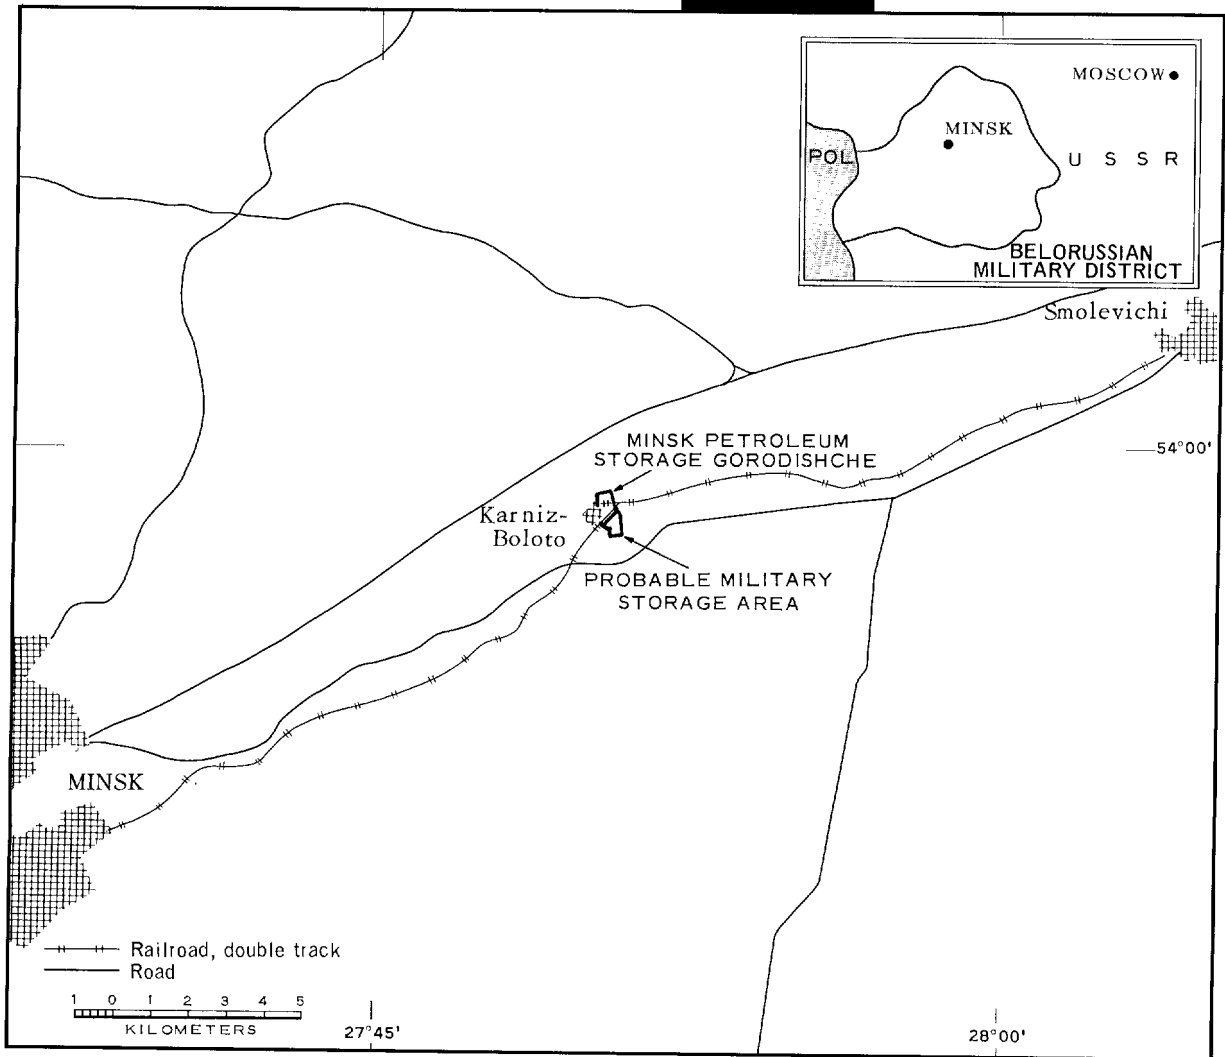 MOSCOW
MINSK
POL
U S S R
BELORUSSIAN
MILITARY DISTRICT
Smolevichi
MINSK PETROLEUM
STORAGE GORODISHCHE
54°00'
Karniz-
Boloto
PROBABLE MILITARY
STORAGE AREA
MINSK
Railroad, double track
Road
1 0 1 2 3 4 5
KILOMETERS
27°45'
28°00'